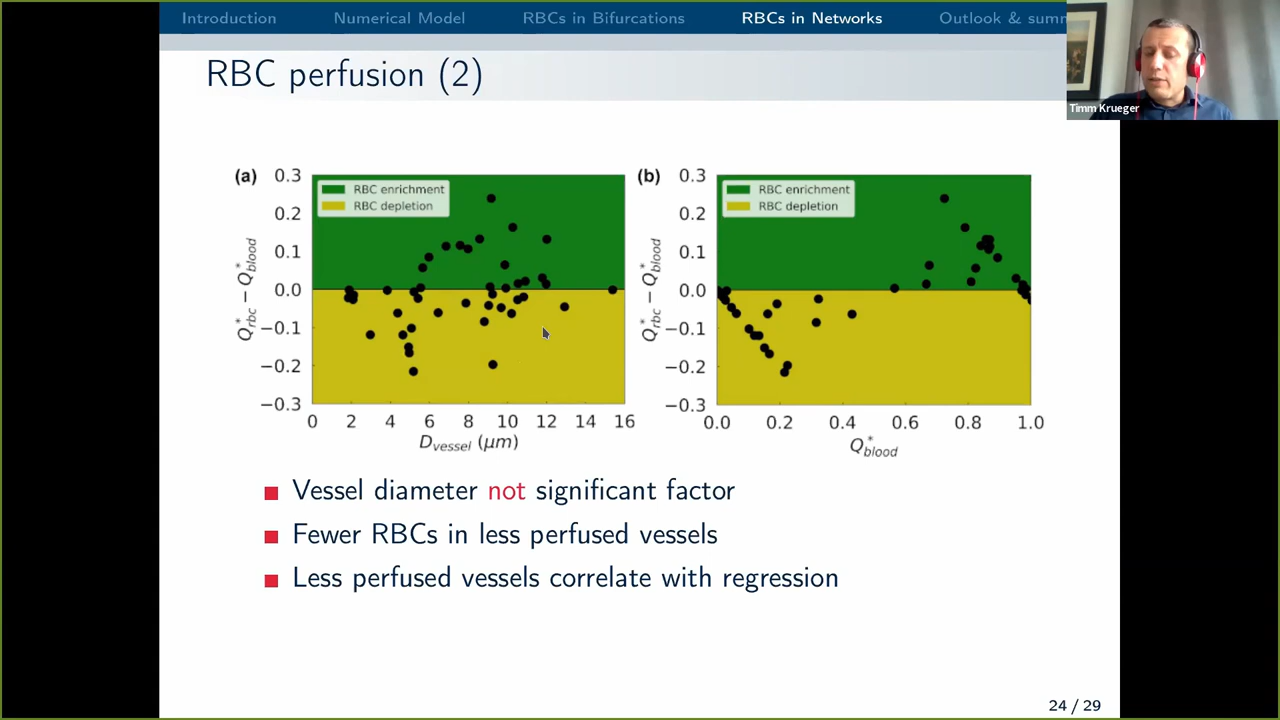 Introduction Numerical Model RBCs in Bifurcations RBCs in Networks Outlook & summ
Timm Krueger
RBC perfusion (2)
(a)
RBC enrichment
RBC depletion
0.3
0.2
0.1
0.0
−0.1
−0.2
−0.3
Q*rbc − Q*blood
0 2 4 6 8 10 12 14 16
Dvessel (μm)
(b)
RBC enrichment
RBC depletion
0.3
0.2
0.1
0.0
−0.1
−0.2
−0.3
Q*rbc − Q*blood
0.0 0.2 0.4 0.6 0.8 1.0
Q*blood
Vessel diameter not significant factor
Fewer RBCs in less perfused vessels
Less perfused vessels correlate with regression
24 / 29